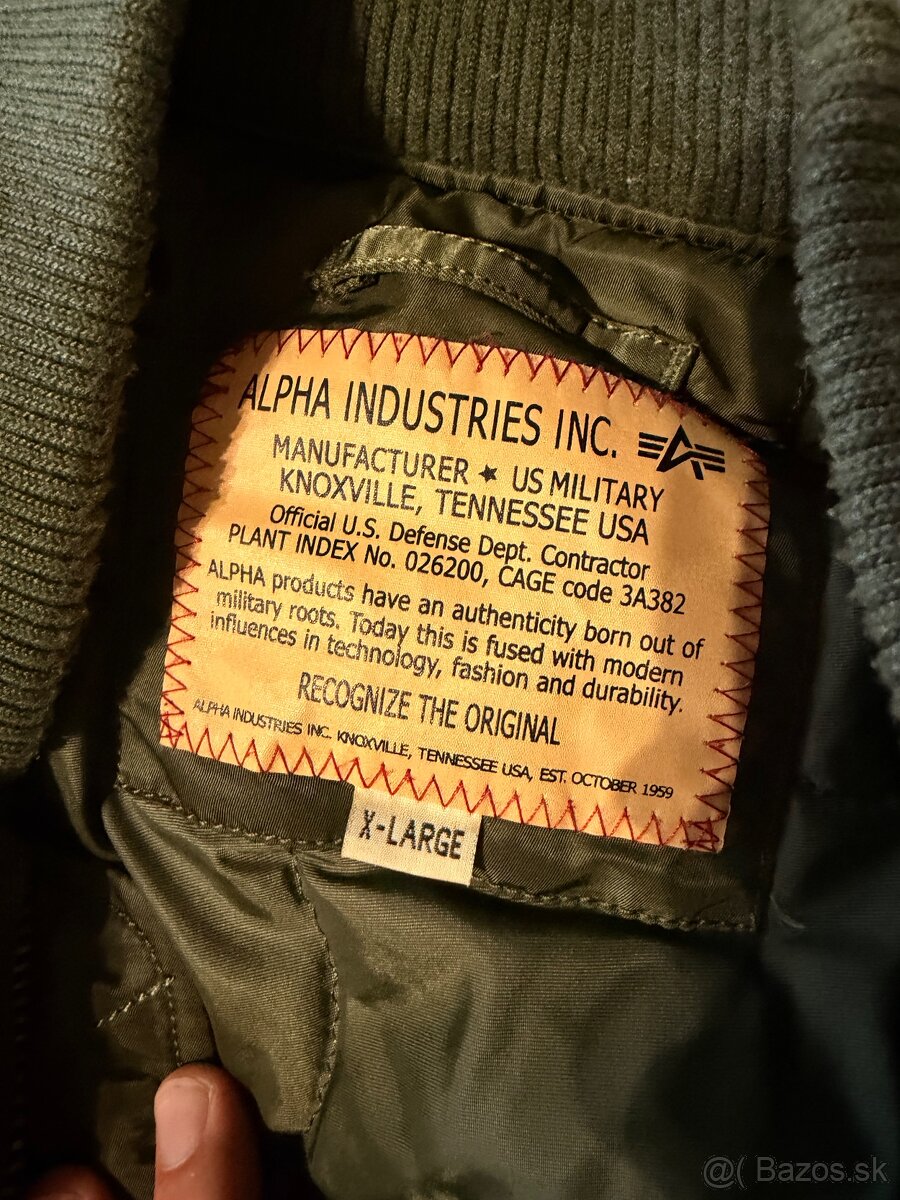 ALPHA INDUSTRIES INC.
MANUFACTURER ★ US MILITARY
KNOXVILLE, TENNESSEE USA
Official U.S. Defense Dept. Contractor
PLANT INDEX No. 026200, CAGE code 3A382
ALPHA products have an authenticity born out of
military roots. Today this is fused with modern
influences in technology, fashion and durability.
RECOGNIZE THE ORIGINAL
ALPHA INDUSTRIES INC. KNOXVILLE, TENNESSEE USA, EST. OCTOBER 1959
X-LARGE
@( Bazos.sk